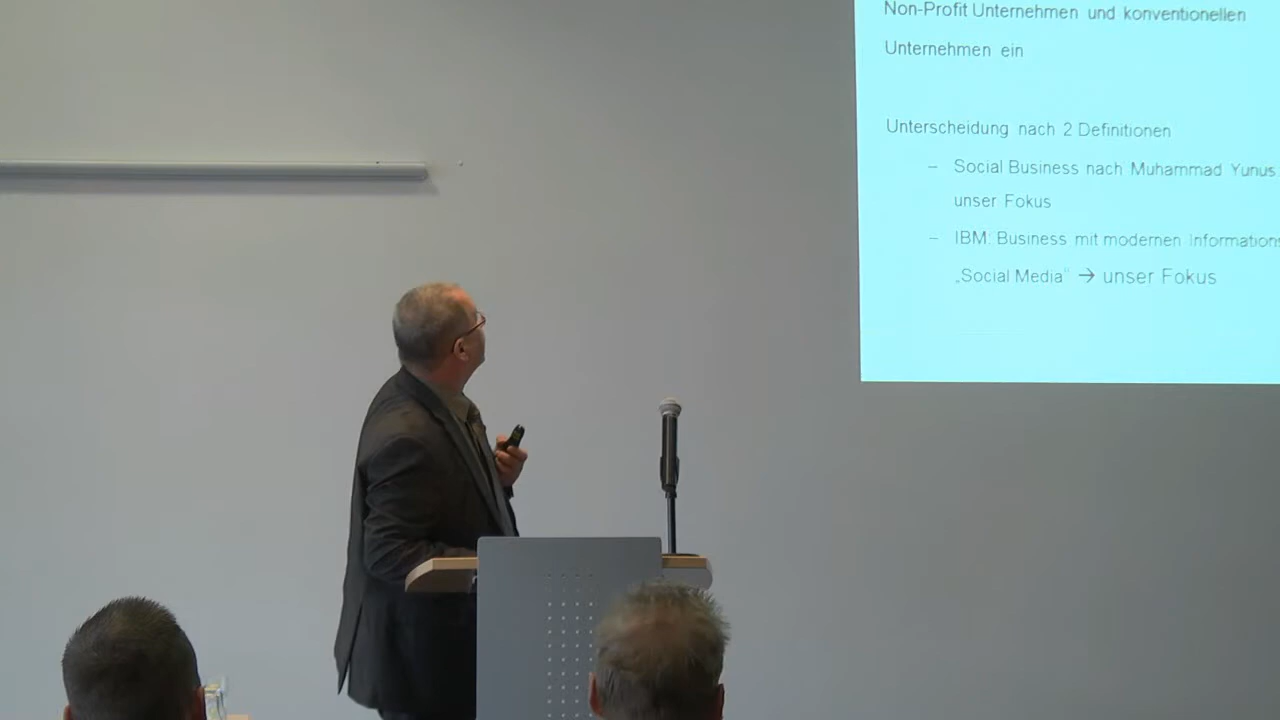 Non-Profit Unternehmen und konventionellen
Unternehmen ein
Unterscheidung nach 2 Definitionen
– Social Business nach Muhammad Yunus:
unser Fokus
– IBM: Business mit modernen Informations
„Social Media“ → unser Fokus